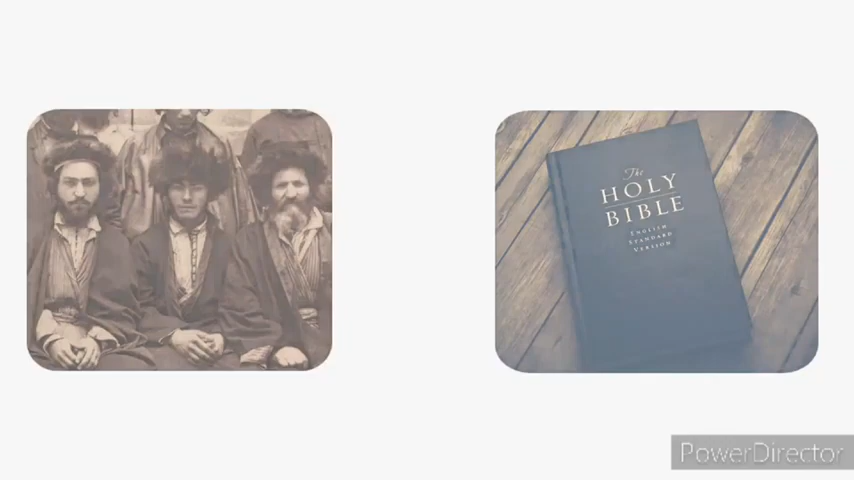 The
HOLY
BIBLE
ENGLISH
STANDARD
VERSION
PowerDirector